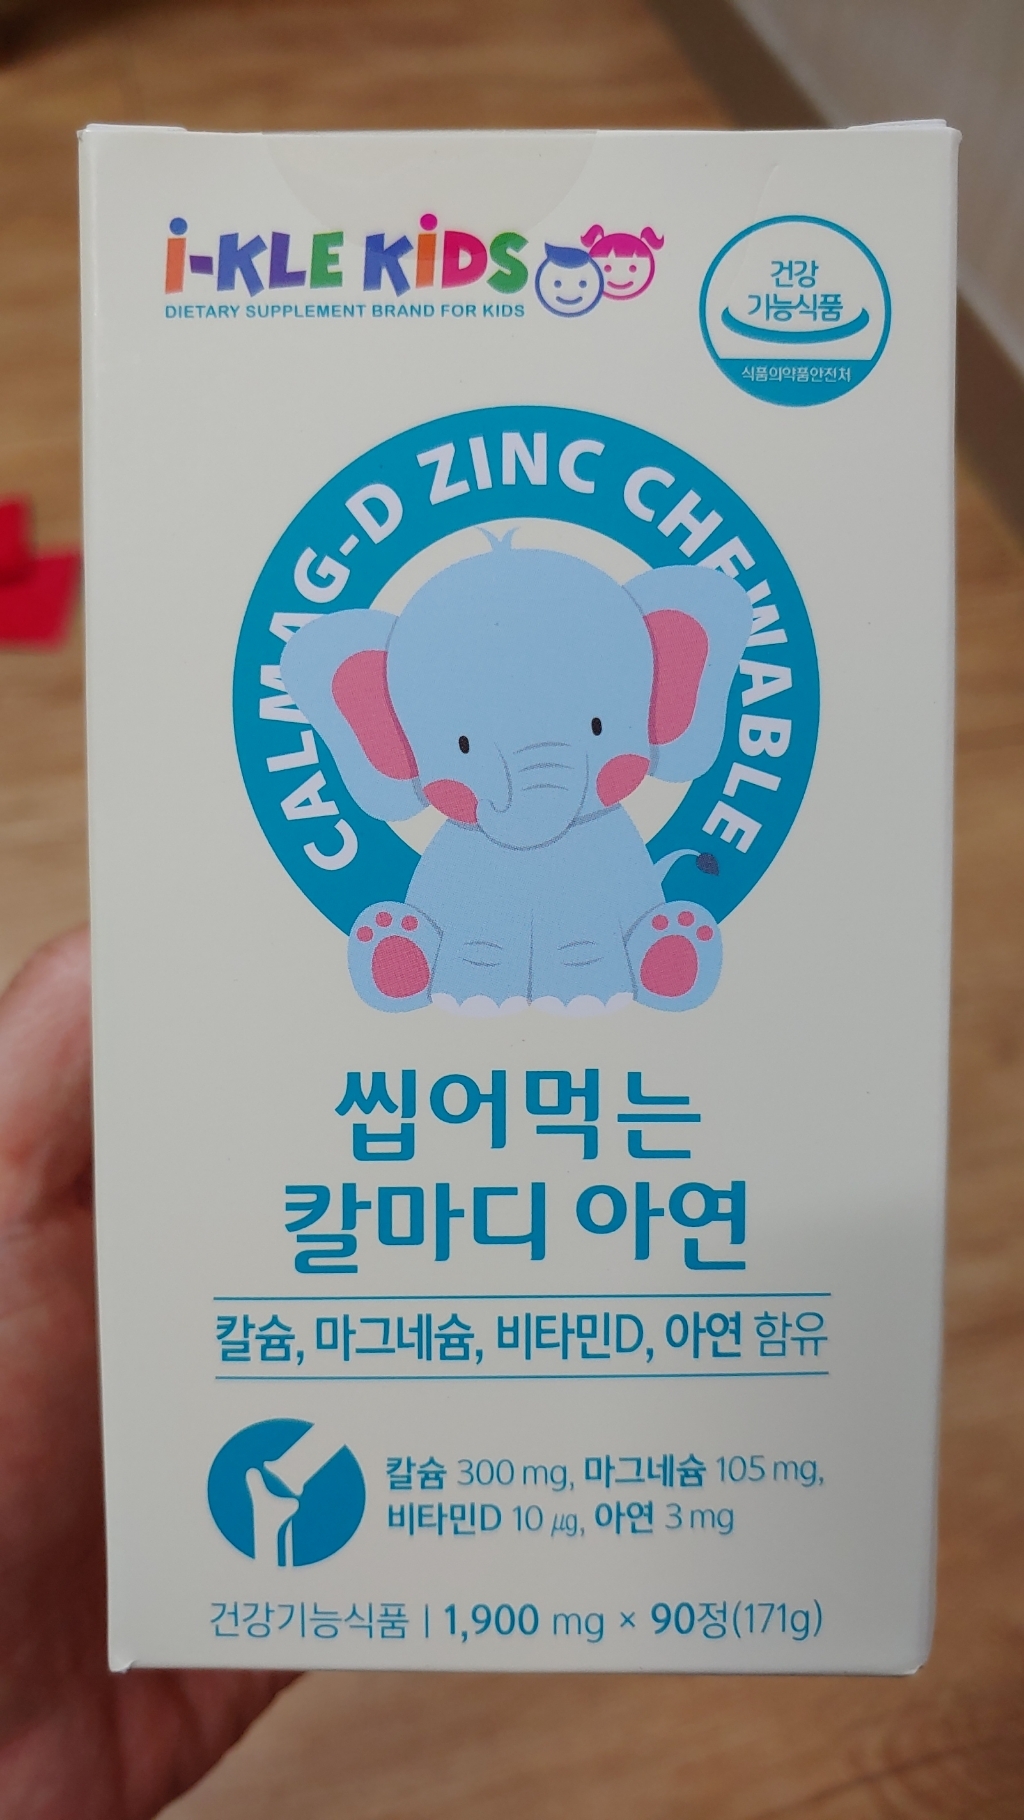 i-KLE KiDS
DIETARY SUPPLEMENT BRAND FOR KIDS
건강
기능식품
식품의약품안전처
CALMAG-D ZINC CHEWABLE
씹어먹는
칼마디 아연
칼슘, 마그네슘, 비타민D, 아연 함유
칼슘 300 mg, 마그네슘 105 mg,
비타민D 10 ㎍, 아연 3 mg
건강기능식품 | 1,900 mg × 90정(171g)